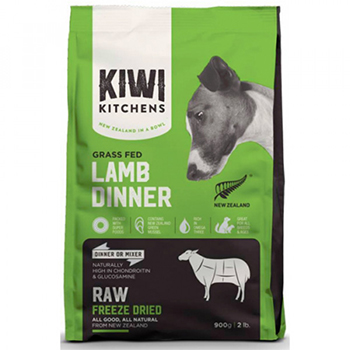 KIWI
KITCHENS
NEW ZEALAND IN A BOWL
GRASS FED
LAMB
DINNER
NEW ZEALAND
DINNER OR MIXER
NATURALLY
HIGH IN CHONDROITIN
& GLUCOSAMINE
RAW
FREEZE DRIED
ALL GOOD, ALL NATURAL
FROM NEW ZEALAND
900g | 2 lb.